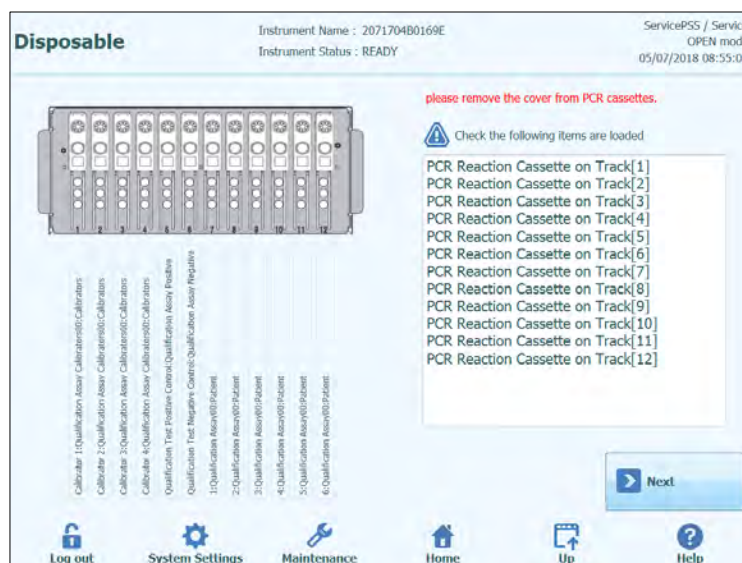 Disposable
Instrument Name : 2071704B0169E
Instrument Status : READY
ServicePSS / Servic
OPEN mod
05/07/2018 08:55:0
please remove the cover from PCR cassettes.
Check the following items are loaded
PCR Reaction Cassette on Track[1]
PCR Reaction Cassette on Track[2]
PCR Reaction Cassette on Track[3]
PCR Reaction Cassette on Track[4]
PCR Reaction Cassette on Track[5]
PCR Reaction Cassette on Track[6]
PCR Reaction Cassette on Track[7]
PCR Reaction Cassette on Track[8]
PCR Reaction Cassette on Track[9]
PCR Reaction Cassette on Track[10]
PCR Reaction Cassette on Track[11]
PCR Reaction Cassette on Track[12]
1 2 3 4 5 6 7 8 9 10 11 12
Calibrator 1:Qualification Assay Calibrators00:Calibrators
Calibrator 2:Qualification Assay Calibrators00:Calibrators
Calibrator 3:Qualification Assay Calibrators00:Calibrators
Calibrator 4:Qualification Assay Calibrators00:Calibrators
Qualification Test Positive Control:Qualification Assay Positive
Qualification Test Negative Control:Qualification Assay Negative
1:Qualification Assay00:Patient
2:Qualification Assay00:Patient
3:Qualification Assay00:Patient
4:Qualification Assay00:Patient
5:Qualification Assay00:Patient
6:Qualification Assay00:Patient
Next
Log out
System Settings
Maintenance
Home
Up
Help